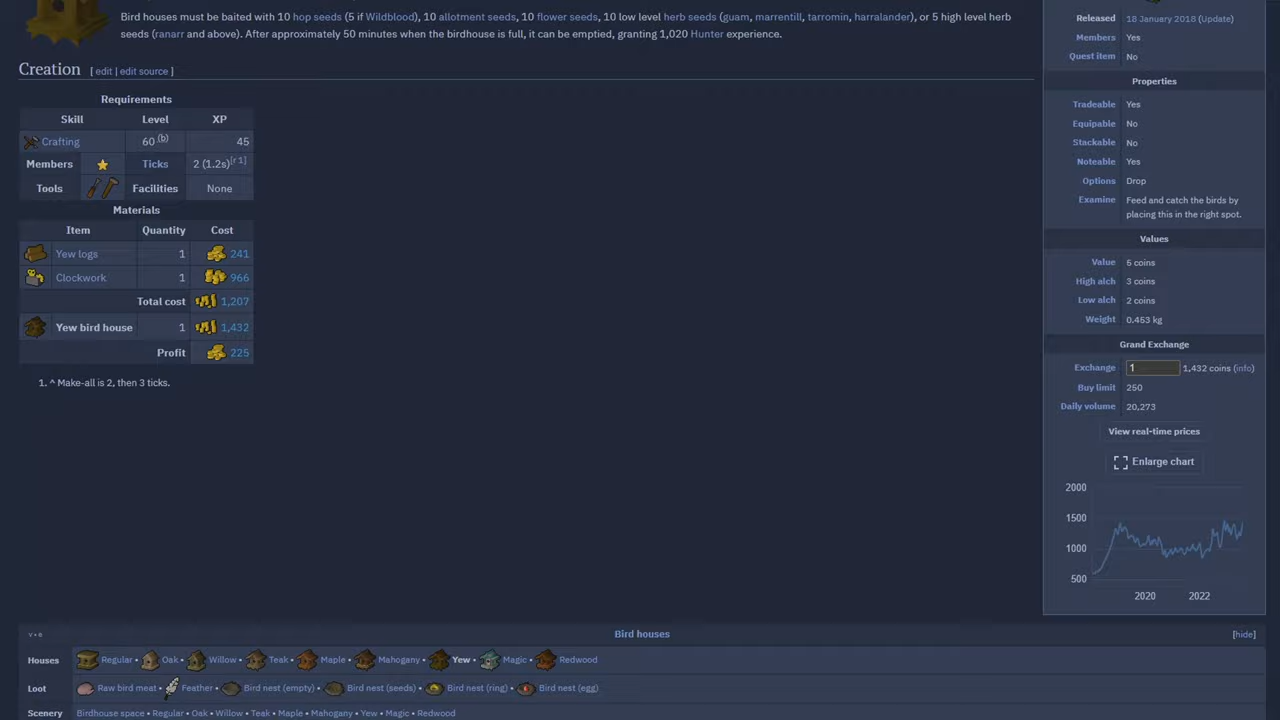 Bird houses must be baited with 10 hop seeds (5 if Wildblood), 10 allotment seeds, 10 flower seeds, 10 low level herb seeds (guam, marrentill, tarromin, harralander), or 5 high level herb
seeds (ranarr and above). After approximately 50 minutes when the birdhouse is full, it can be emptied, granting 1,020 Hunter experience.
Creation [ edit | edit source ]
Requirements
Skill Level XP
Crafting 60 (b) 45
Members Ticks 2 (1.2s)[r 1]
Tools Facilities None
Materials
Item Quantity Cost
Yew logs 1 241
Clockwork 1 966
Total cost 1,207
Yew bird house 1 1,432
Profit 225
1. ^ Make-all is 2, then 3 ticks.
Released 18 January 2018 (Update)
Members Yes
Quest item No
Properties
Tradeable Yes
Equipable No
Stackable No
Noteable Yes
Options Drop
Examine Feed and catch the birds by
placing this in the right spot.
Values
Value 5 coins
High alch 3 coins
Low alch 2 coins
Weight 0.453 kg
Grand Exchange
Exchange 1 1,432 coins (info)
Buy limit 250
Daily volume 20,273
View real-time prices
Enlarge chart
2000
1500
1000
500
2020 2022
v • e Bird houses [hide]
Houses Regular • Oak • Willow • Teak • Maple • Mahogany • Yew • Magic • Redwood
Loot Raw bird meat • Feather • Bird nest (empty) • Bird nest (seeds) • Bird nest (ring) • Bird nest (egg)
Scenery Birdhouse space • Regular • Oak • Willow • Teak • Maple • Mahogany • Yew • Magic • Redwood